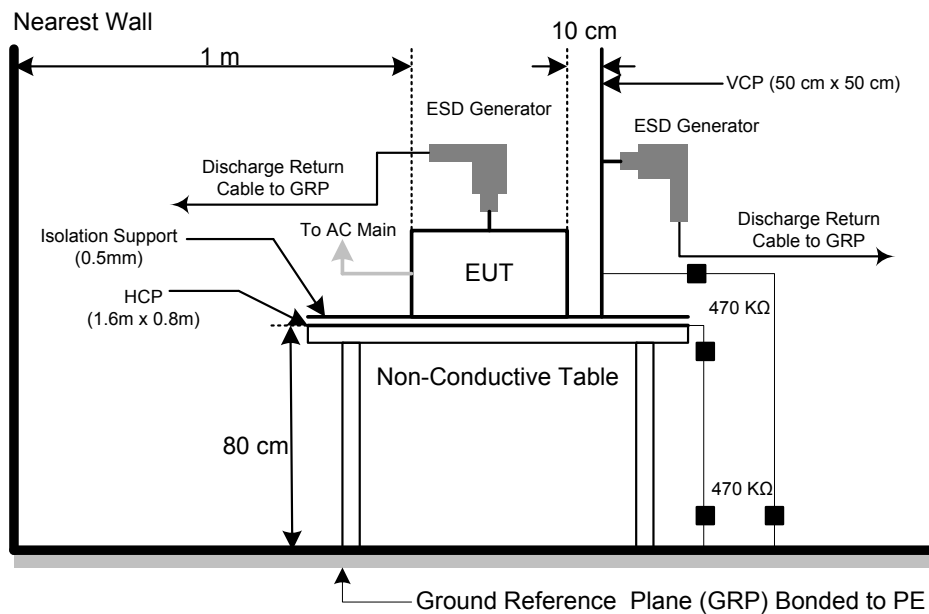 Nearest Wall
1 m
10 cm
VCP (50 cm x 50 cm)
ESD Generator
ESD Generator
Discharge Return
Cable to GRP
Discharge Return
Cable to GRP
Isolation Support
(0.5mm)
To AC Main
EUT
HCP
(1.6m x 0.8m)
470 KΩ
Non-Conductive Table
80 cm
470 KΩ
Ground Reference Plane (GRP) Bonded to PE